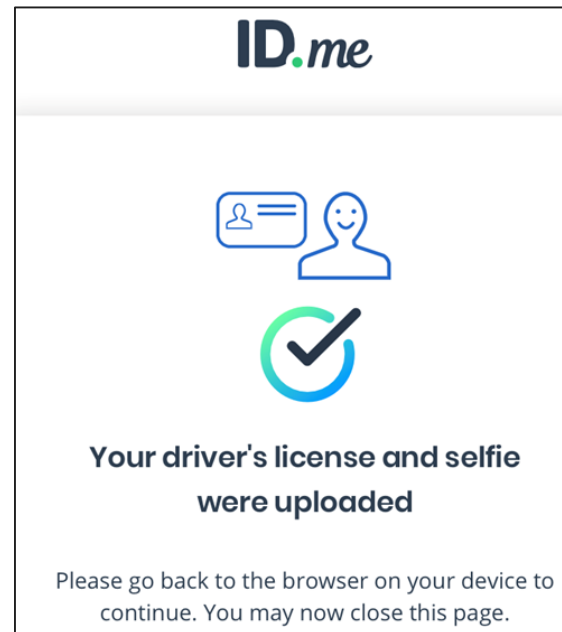 ID.me
Your driver's license and selfie
were uploaded
Please go back to the browser on your device to
continue. You may now close this page.